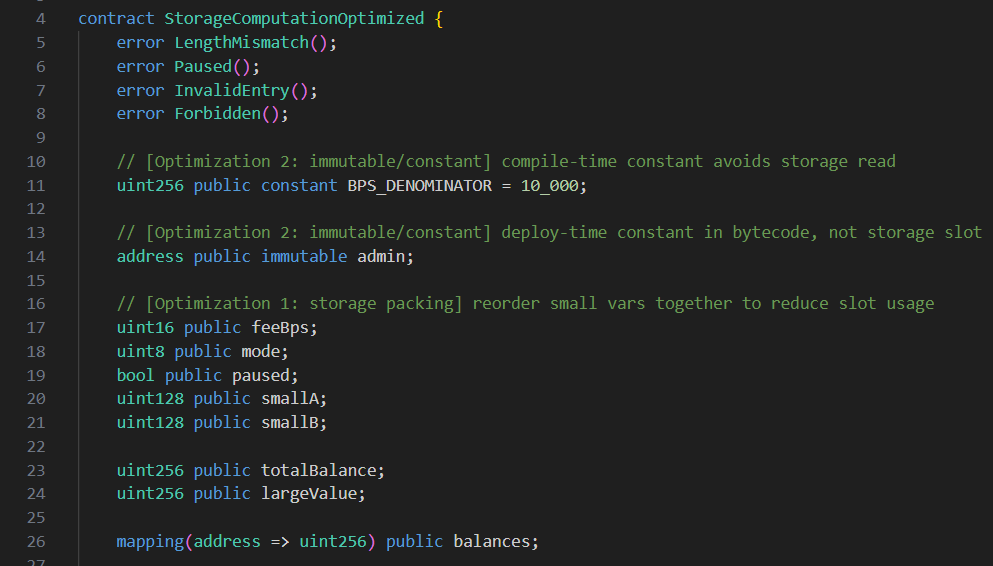 4 contract StorageComputationOptimized {
5 error LengthMismatch();
6 error Paused();
7 error InvalidEntry();
8 error Forbidden();
9
10 // [Optimization 2: immutable/constant] compile-time constant avoids storage read
11 uint256 public constant BPS_DENOMINATOR = 10_000;
12
13 // [Optimization 2: immutable/constant] deploy-time constant in bytecode, not storage slot
14 address public immutable admin;
15
16 // [Optimization 1: storage packing] reorder small vars together to reduce slot usage
17 uint16 public feeBps;
18 uint8 public mode;
19 bool public paused;
20 uint128 public smallA;
21 uint128 public smallB;
22
23 uint256 public totalBalance;
24 uint256 public largeValue;
25
26 mapping(address => uint256) public balances;
27